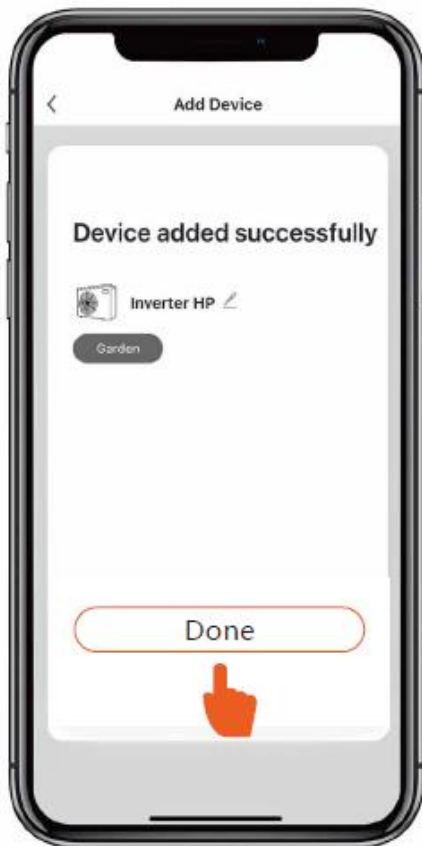 Add Device
Device added successfully
Inverter HP
Garden
Done